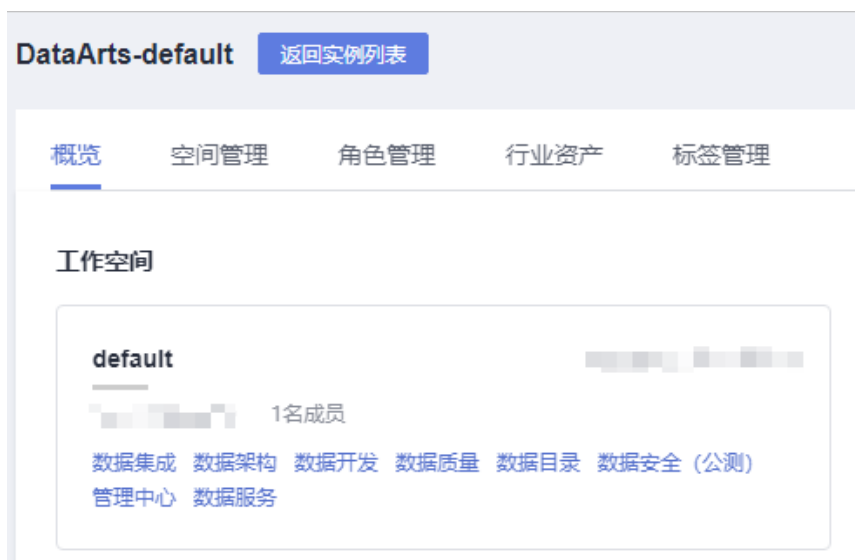 DataArts-default 返回实例列表
概览 空间管理 角色管理 行业资产 标签管理
工作空间
default
1名成员
数据集成 数据架构 数据开发 数据质量 数据目录 数据安全（公测）
管理中心 数据服务